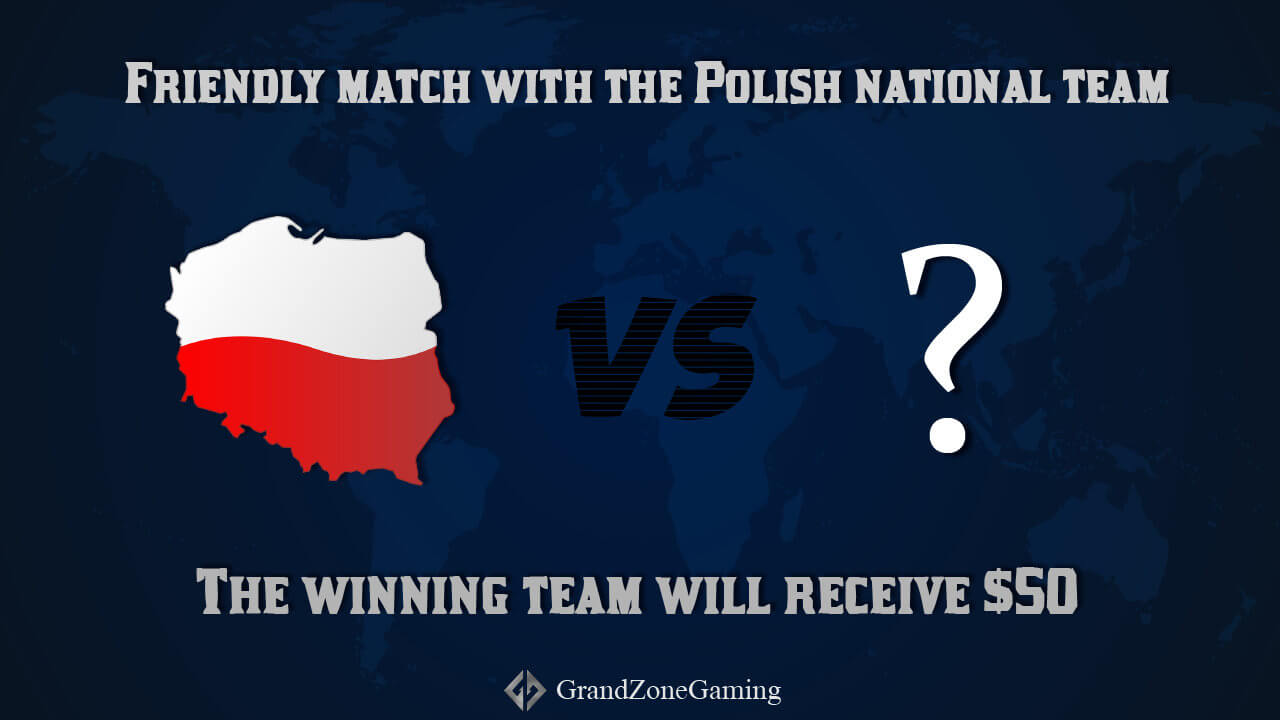 Friendly match with the Polish national team
VS
?
The winning team will receive $50
GrandZoneGaming